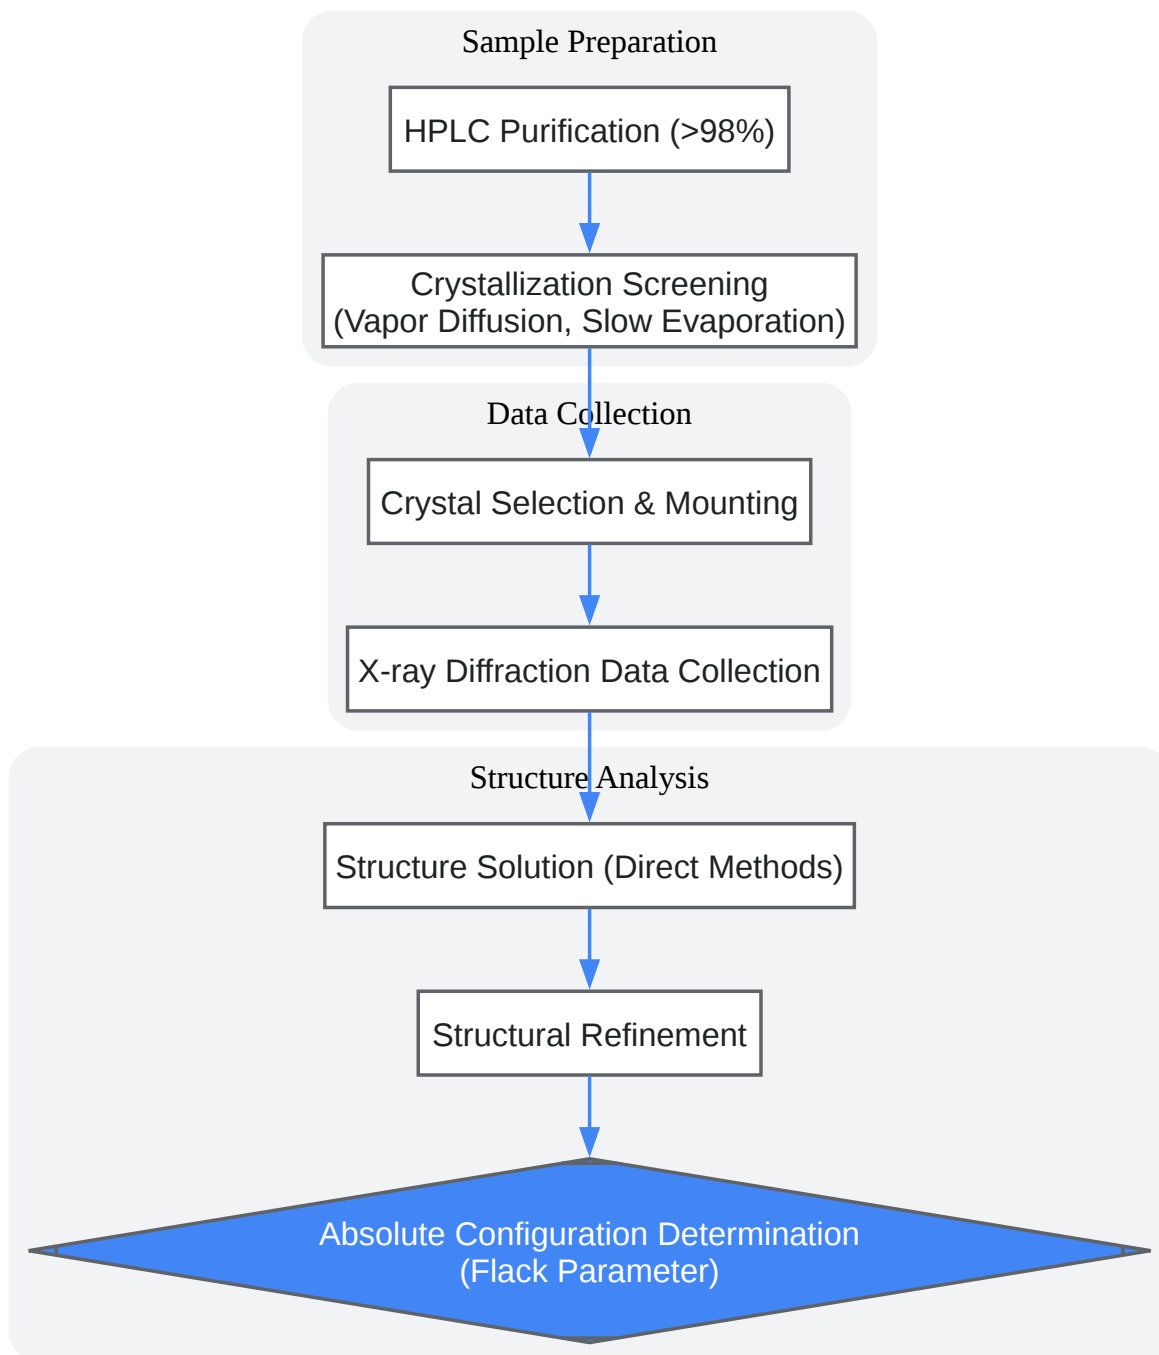 Sample Preparation
HPLC Purification (>98%)
Crystallization Screening
(Vapor Diffusion, Slow Evaporation)
Data Collection
Crystal Selection & Mounting
X-ray Diffraction Data Collection
Structure Analysis
Structure Solution (Direct Methods)
Structural Refinement
Absolute Configuration Determination
(Flack Parameter)